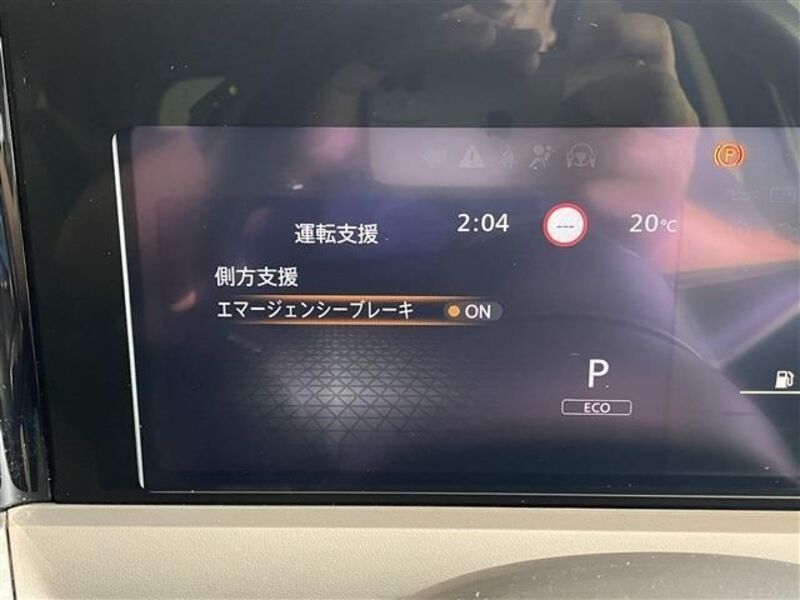 運転支援
2:04
---
20℃
側方支援
エマージェンシーブレーキ
ON
P
ECO